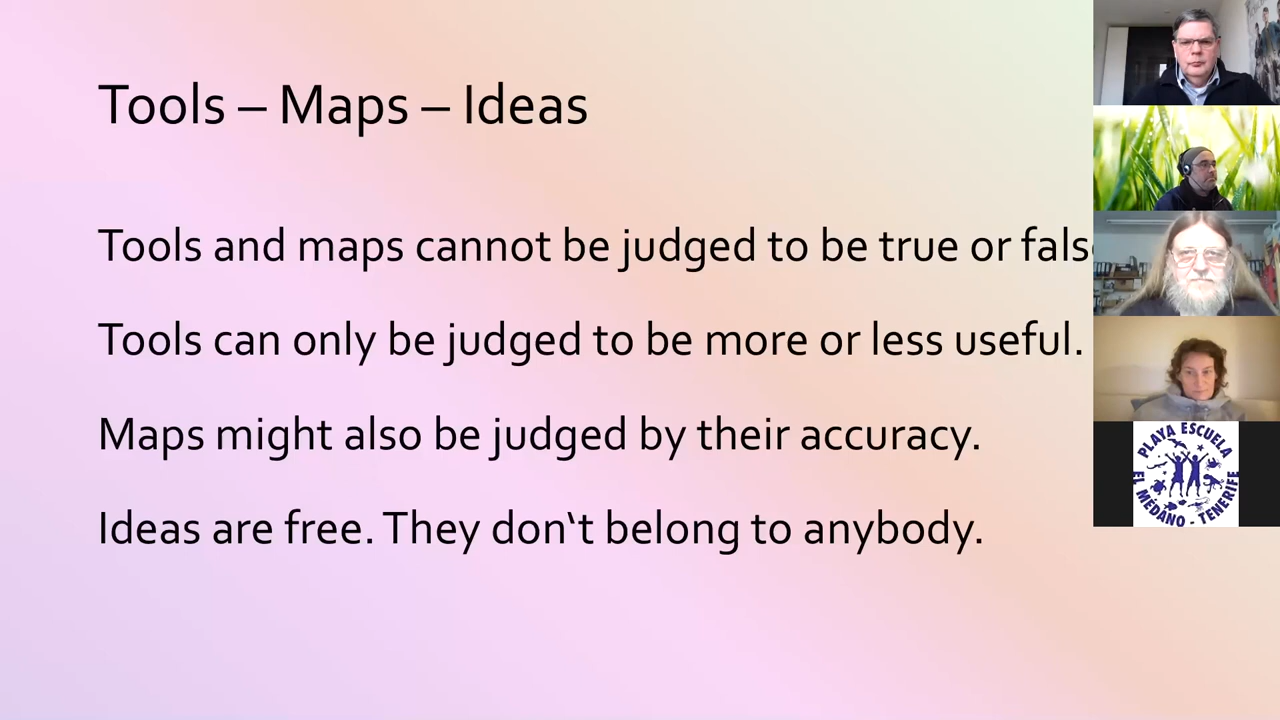 Tools – Maps – Ideas
Tools and maps cannot be judged to be true or fals
Tools can only be judged to be more or less useful.
Maps might also be judged by their accuracy.
Ideas are free. They don‘t belong to anybody.
PLAYA ESCUELA
EL MÉDANO - TENERIFE